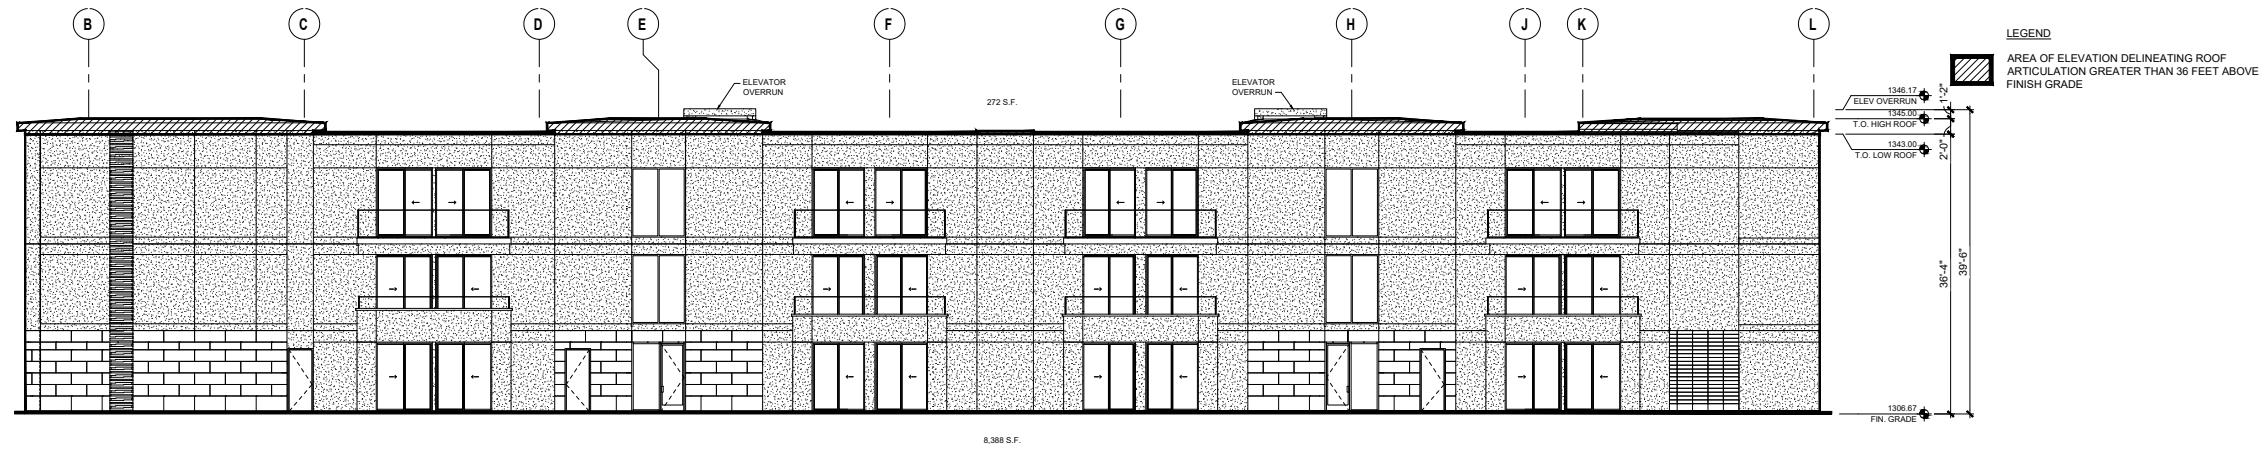 B
C
D
E
F
G
H
J
K
L
LEGEND
AREA OF ELEVATION DELINEATING ROOF
ARTICULATION GREATER THAN 36 FEET ABOVE
FINISH GRADE
ELEVATOR
OVERRUN
272 S.F.
ELEVATOR
OVERRUN
1346.17
ELEV OVERRUN
1'-2"
1345.00
T.O. HIGH ROOF
2'-0"
1343.00
T.O. LOW ROOF
36'-4"
39'-6"
1306.67
FIN. GRADE
8,388 S.F.